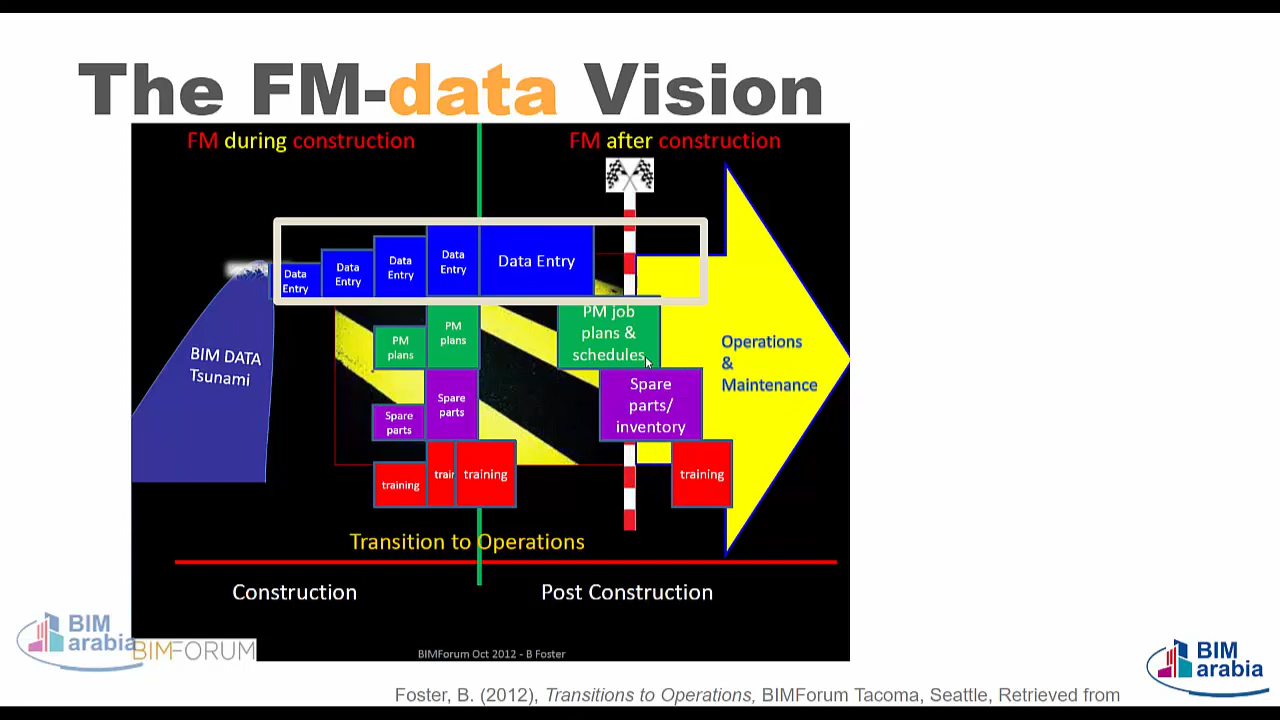 The FM-data Vision
FM during construction
FM after construction
Data
Entry
Data
Entry
Data
Entry
Data
Entry
Data Entry
BIM DATA
Tsunami
PM
plans
PM
plans
PM job
plans &
schedules
Spare
parts
Spare
parts
Spare
parts/
inventory
training
train
training
training
Operations
&
Maintenance
Transition to Operations
Construction
Post Construction
BIM
arabia
BIMFORUM
BIMForum Oct 2012 - B Foster
BIM
arabia
Foster, B. (2012), Transitions to Operations, BIMForum Tacoma, Seattle, Retrieved from